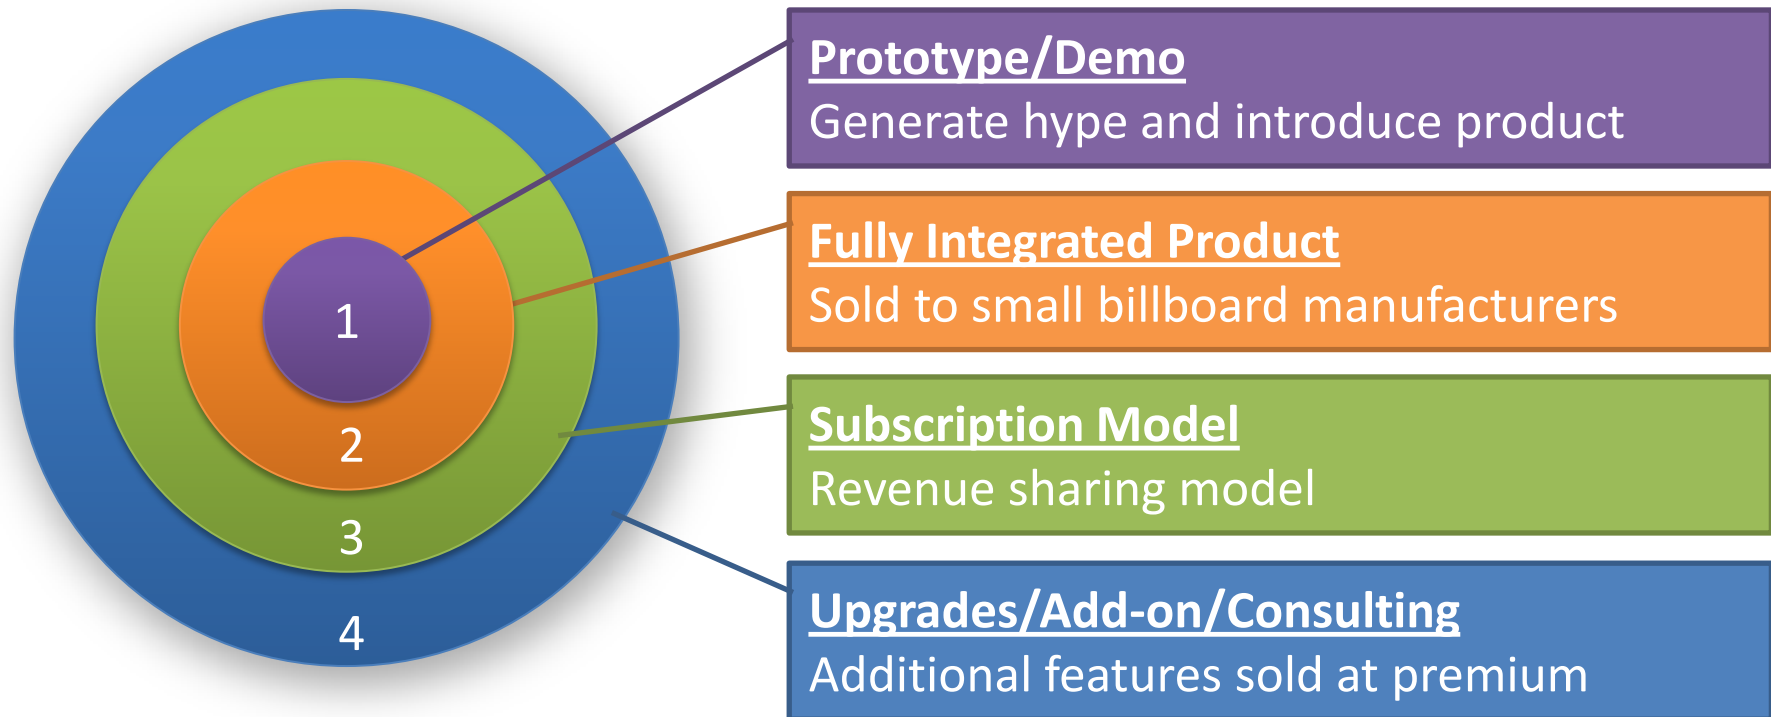 1
2
3
4
Prototype/Demo
Generate hype and introduce product
Fully Integrated Product
Sold to small billboard manufacturers
Subscription Model
Revenue sharing model
Upgrades/Add-on/Consulting
Additional features sold at premium